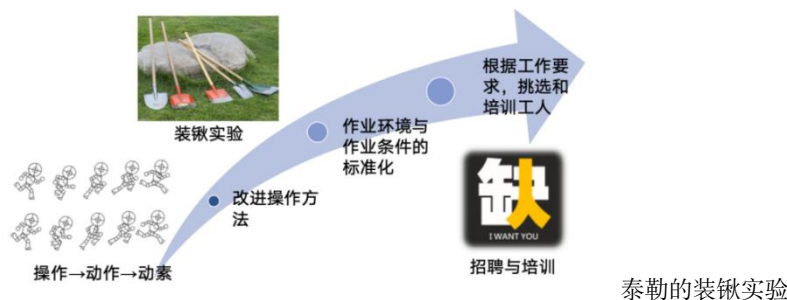 装锹实验
根据工作要
求，挑选和
培训工人
作业环境与
作业条件的
标准化
改进操作方
法
缺人
I WANT YOU
操作→动作→动素
招聘与培训
泰勒的装锹实验